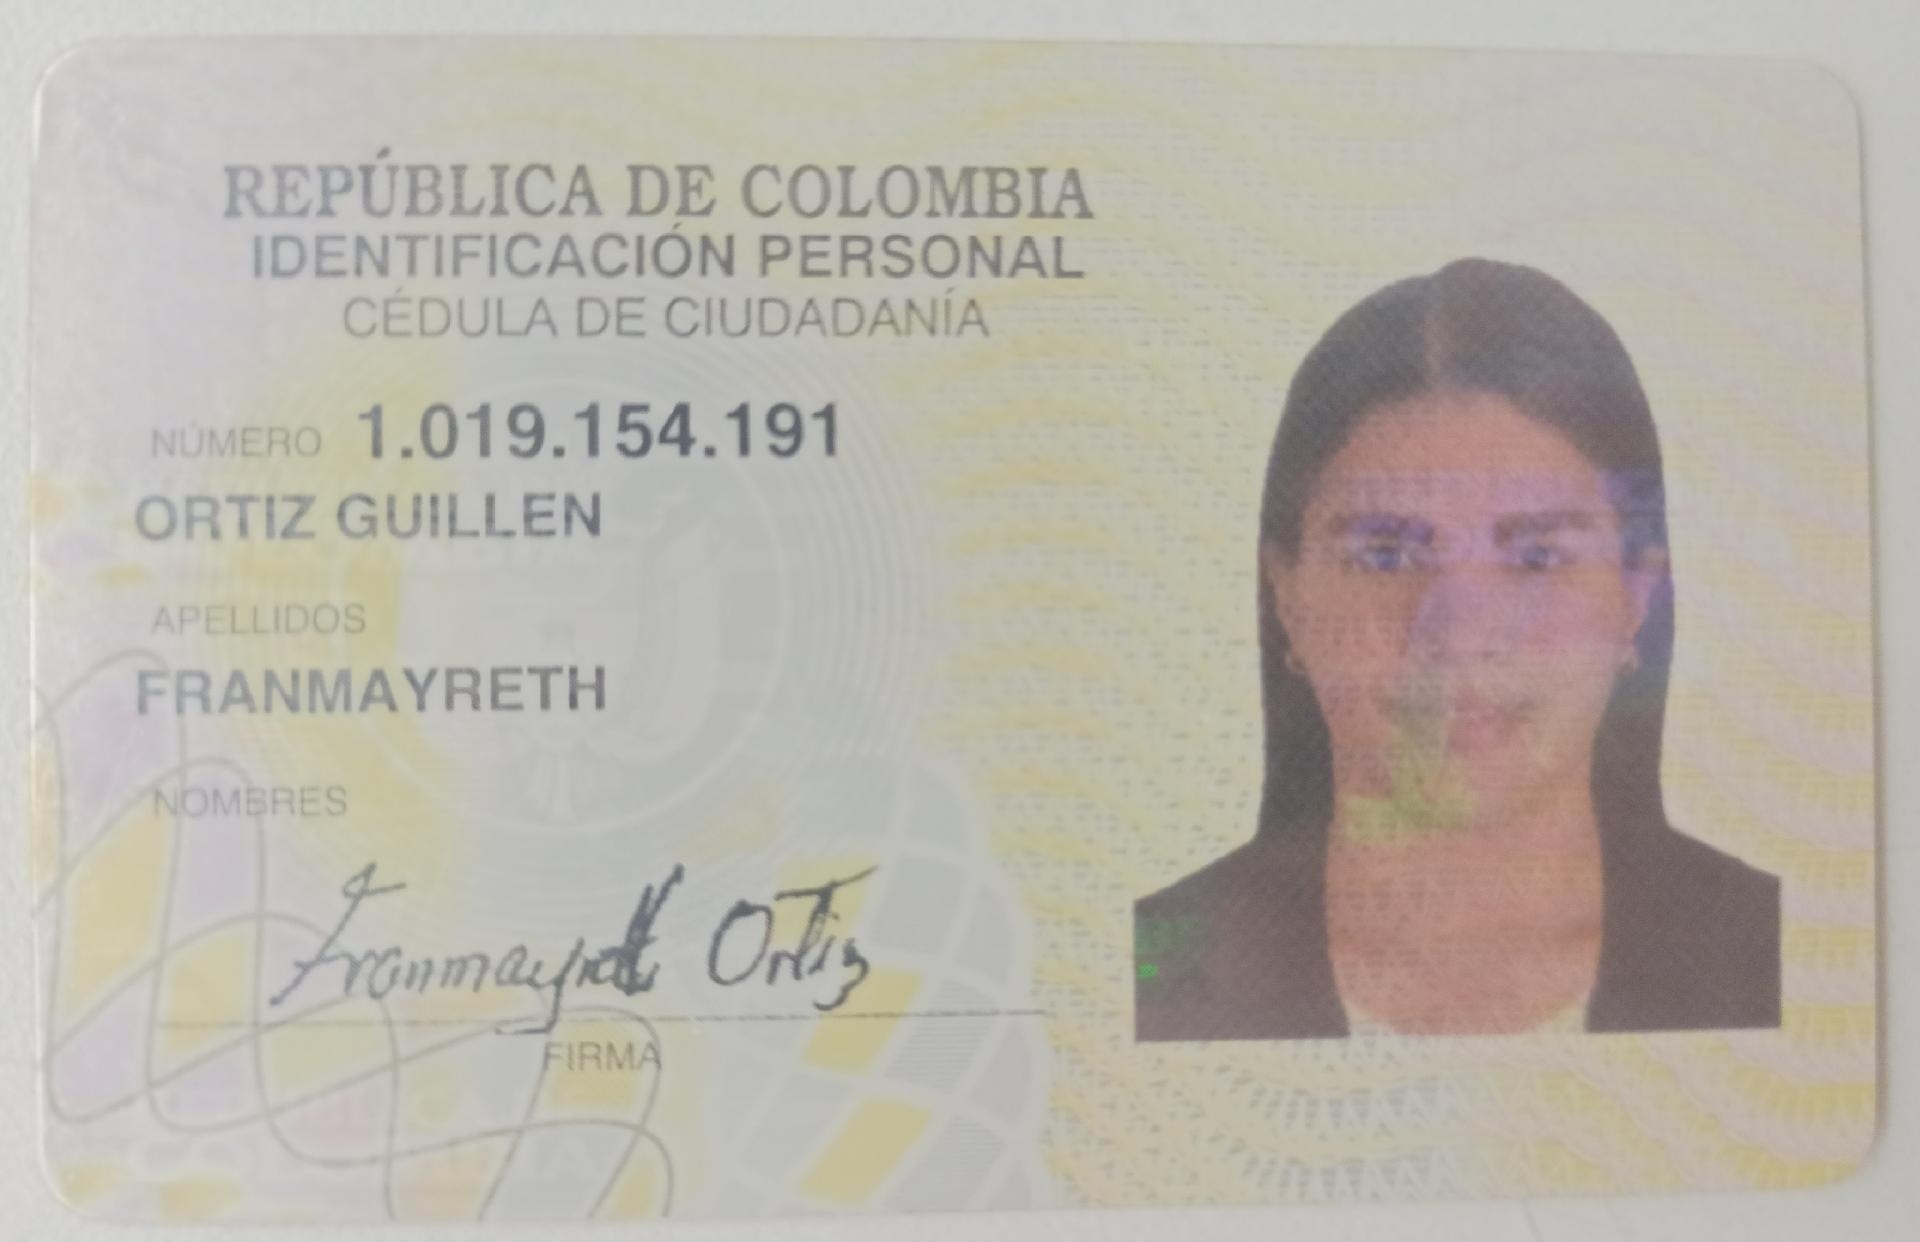 REPÚBLICA DE COLOMBIA
IDENTIFICACIÓN PERSONAL
CÉDULA DE CIUDADANÍA
NÚMERO 1.019.154.191
ORTIZ GUILLEN
APELLIDOS
FRANMAYRETH
NOMBRES
Franmayreth Ortiz
FIRMA